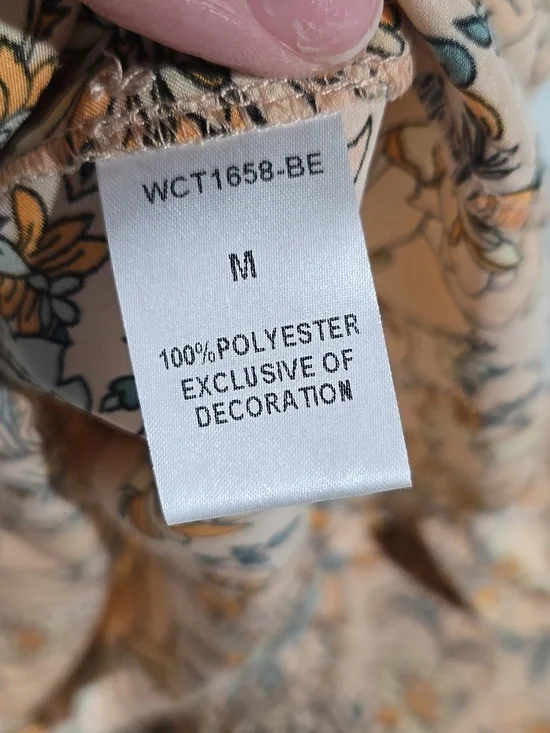 WCT1658-BE
M
100%POLYESTER
EXCLUSIVE OF
DECORATION